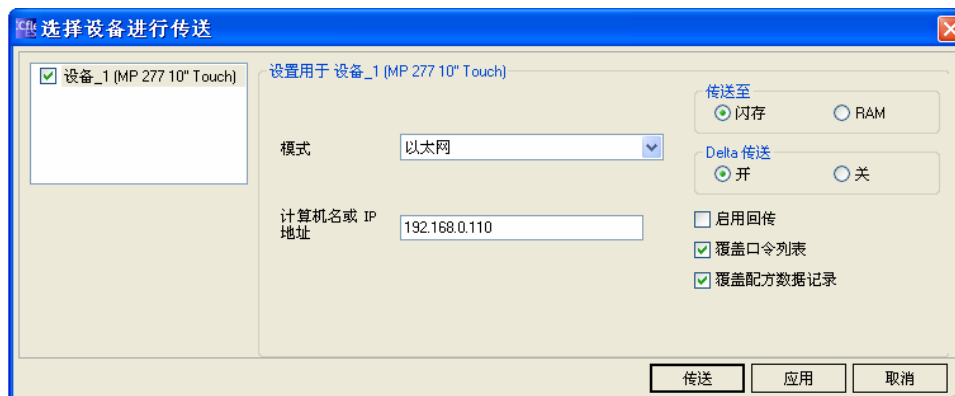 选择设备进行传送
设备_1 (MP 277 10" Touch)
设置用于 设备_1 (MP 277 10" Touch)
模式
以太网
计算机名或 IP
地址
192.168.0.110
传送至
闪存
RAM
Delta 传送
开
关
启用回传
覆盖口令列表
覆盖配方数据记录
传送
应用
取消